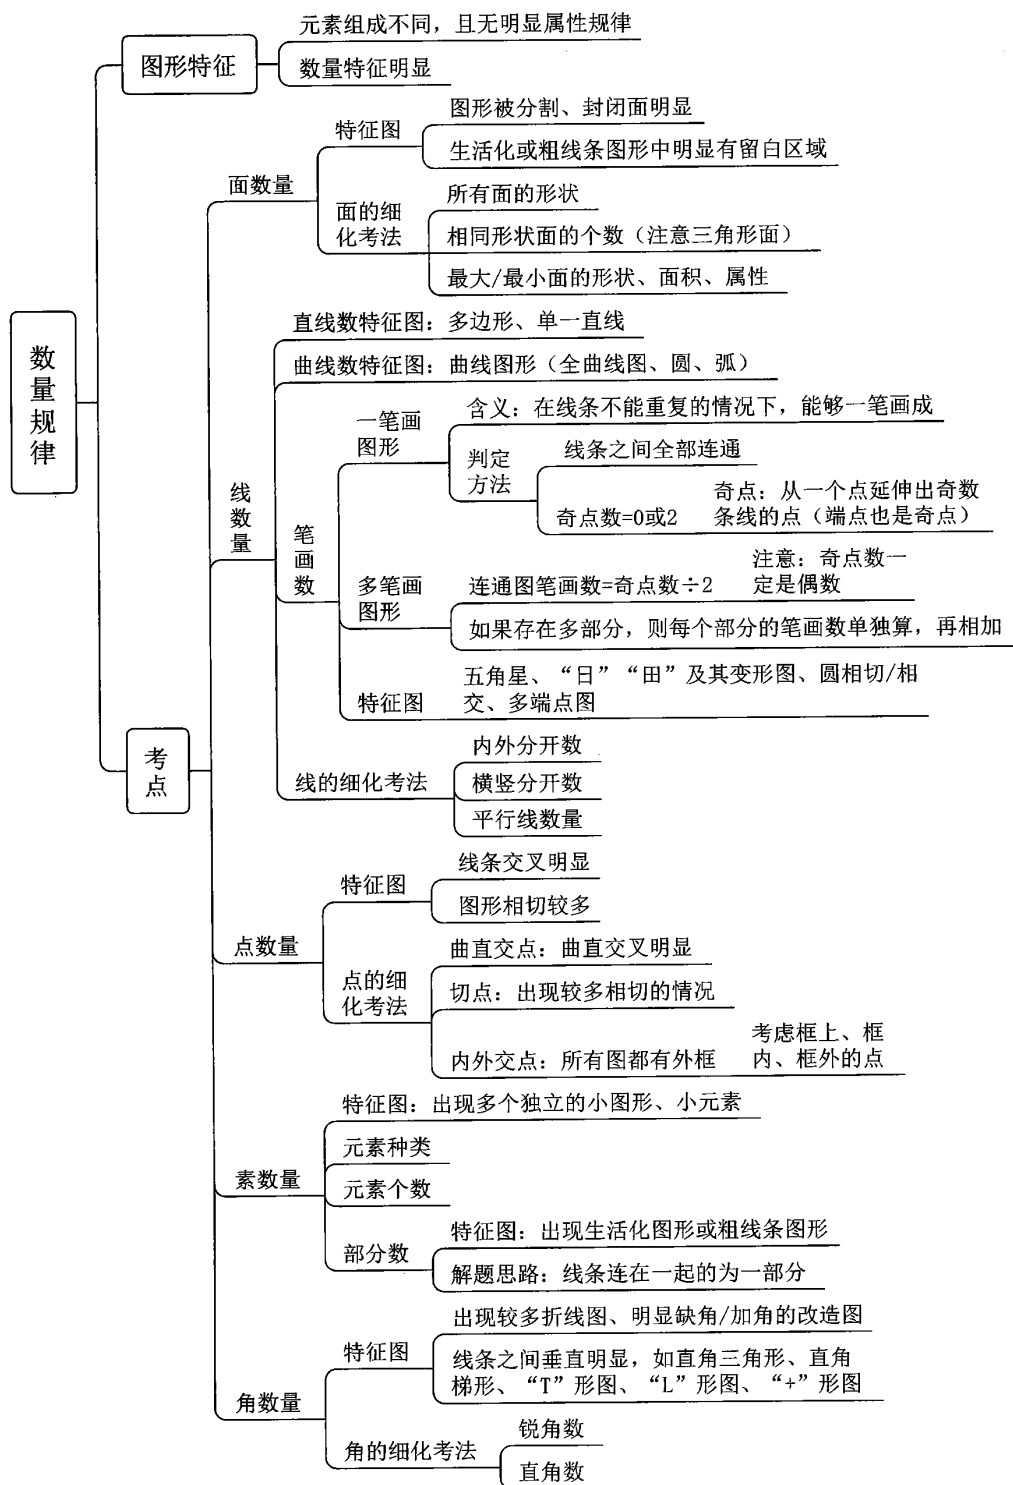 元素组成不同，且无明显属性规律
图形特征
数量特征明显
图形被分割、封闭面明显
特征图
生活化或粗线条图形中明显有留白区域
面数量
所有面的形状
面的细
化考法
相同形状面的个数（注意三角形面）
最大/最小面的形状、面积、属性
数量规律
直线数特征图：多边形、单一直线
曲线数特征图：曲线图形（全曲线图、圆、弧）
含义：在线条不能重复的情况下，能够一笔画成
一笔画
图形
线条之间全部连通
判定
方法
奇点：从一个点延伸出奇数
条线的点（端点也是奇点）
奇点数=0或2
线数量
笔画数
注意：奇点数一
定是偶数
多笔画
图形
连通图笔画数=奇点数÷2
如果存在多部分，则每个部分的笔画数单独算，再相加
五角星、“日”“田”及其变形图、圆相切/相
交、多端点图
特征图
考点
内外分开数
线的细化考法
横竖分开数
平行线数量
线条交叉明显
特征图
图形相切较多
点数量
曲直交点：曲直交叉明显
点的细
化考法
切点：出现较多相切的情况
考虑框上、框
内、框外的点
内外交点：所有图都有外框
特征图：出现多个独立的小图形、小元素
元素种类
素数量
元素个数
特征图：出现生活化图形或粗线条图形
部分数
解题思路：线条连在一起的为一部分
出现较多折线图、明显缺角/加角的改造图
特征图
线条之间垂直明显，如直角三角形、直角
梯形、“T”形图、“L”形图、“+”形图
角数量
锐角数
角的细化考法
直角数